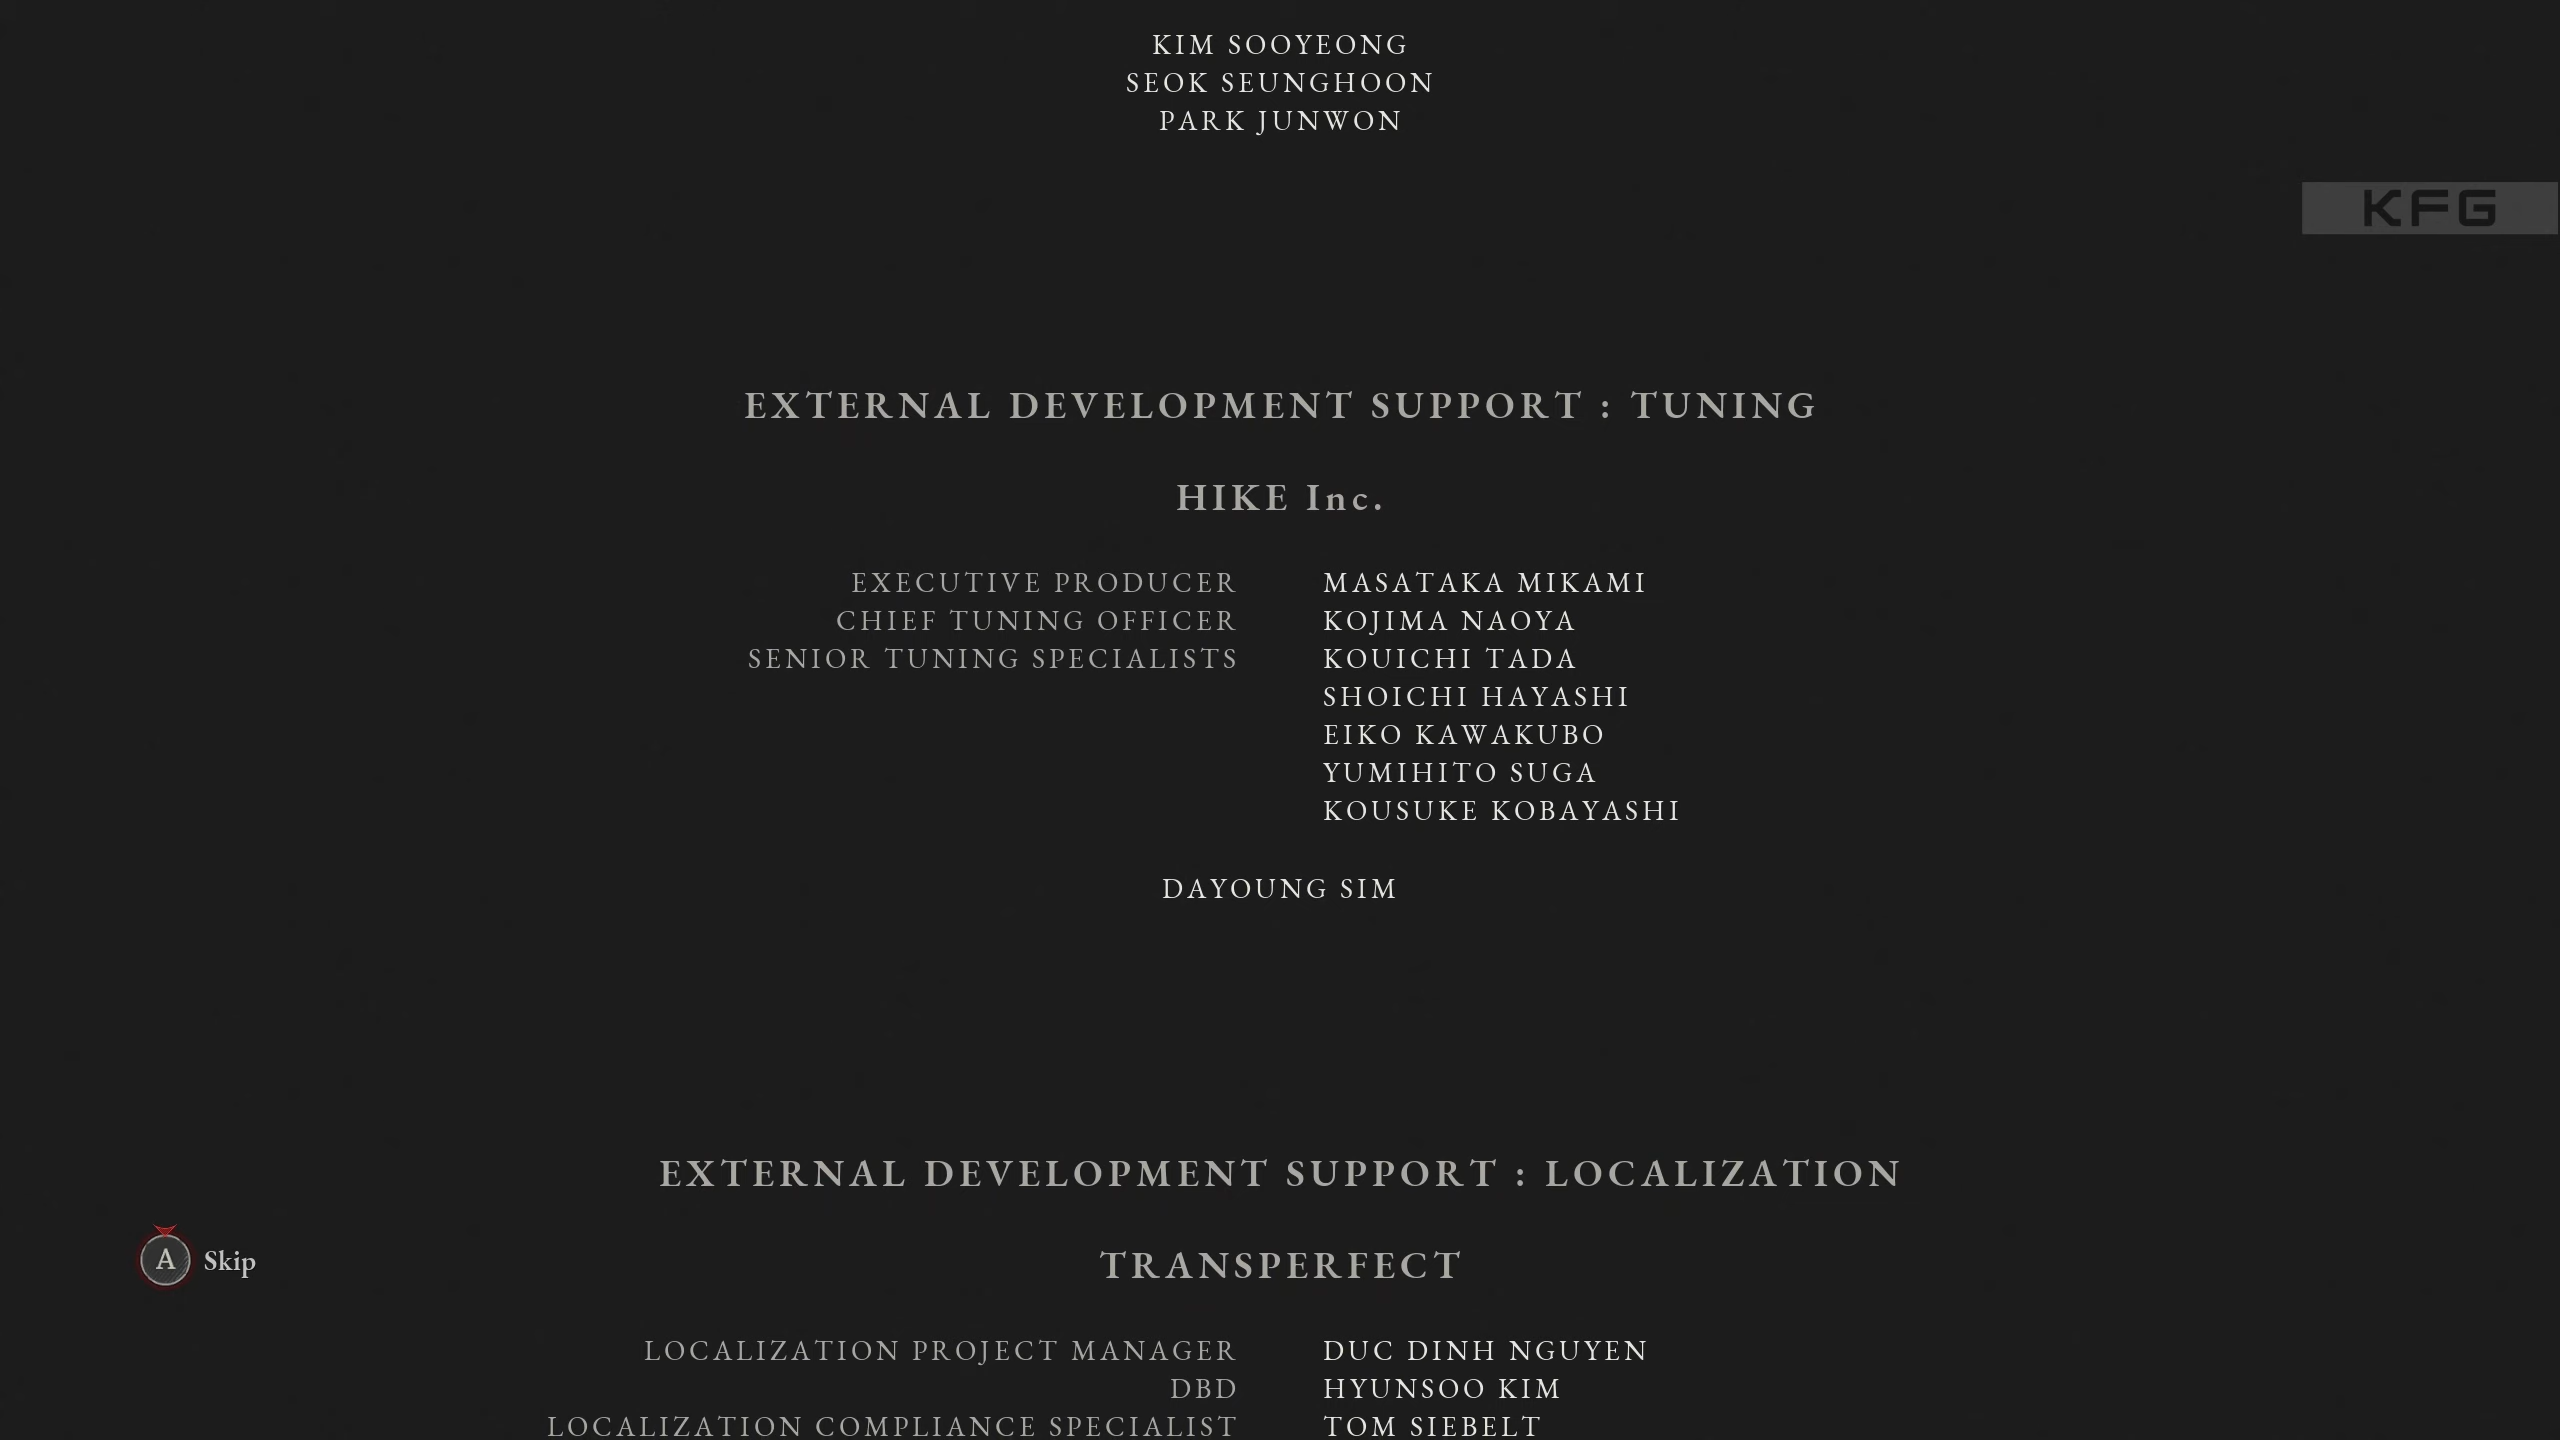 KIM SOOYEONG
SEOK SEUNGHOON
PARK JUNWON
KFG
EXTERNAL DEVELOPMENT SUPPORT : TUNING
HIKE Inc.
EXECUTIVE PRODUCER MASATAKA MIKAMI
CHIEF TUNING OFFICER KOJIMA NAOYA
SENIOR TUNING SPECIALISTS KOUICHI TADA
SHOICHI HAYASHI
EIKO KAWAKUBO
YUMIHITO SUGA
KOUSUKE KOBAYASHI
DAYOUNG SIM
EXTERNAL DEVELOPMENT SUPPORT : LOCALIZATION
A Skip
TRANSPERFECT
LOCALIZATION PROJECT MANAGER DUC DINH NGUYEN
DBD HYUNSOO KIM
LOCALIZATION COMPLIANCE SPECIALIST TOM SIEBELT